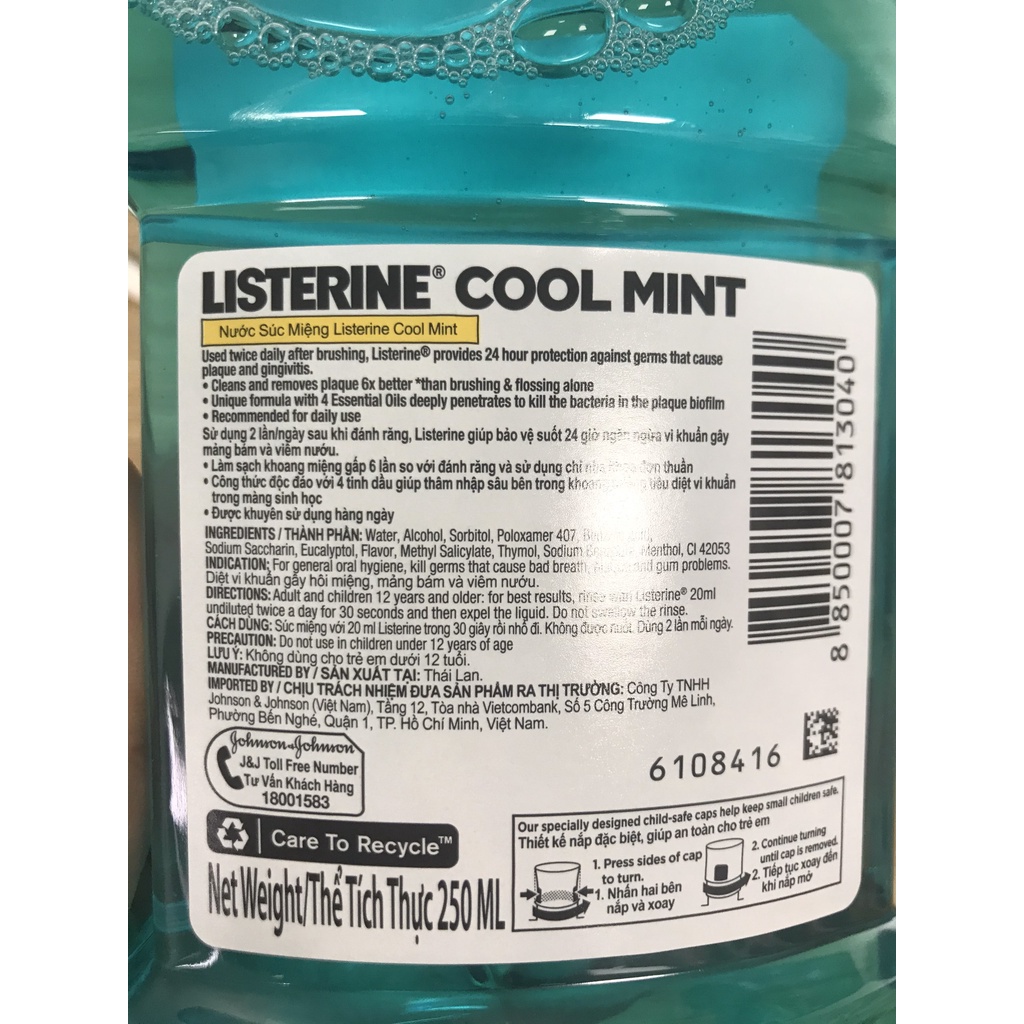 LISTERINE® COOL MINT
Nước Súc Miệng Listerine Cool Mint
Used twice daily after brushing, Listerine® provides 24 hour protection against germs that cause
plaque and gingivitis.
• Cleans and removes plaque 6x better *than brushing & flossing alone
• Unique formula with 4 Essential Oils deeply penetrates to kill the bacteria in the plaque biofilm
• Recommended for daily use
Sử dụng 2 lần/ngày sau khi đánh răng, Listerine giúp bảo vệ suốt 24 giờ ngăn ngừa vi khuẩn gây
mảng bám và viêm nướu.
• Làm sạch khoang miệng gấp 6 lần so với đánh răng và sử dụng chỉ nha khoa đơn thuần
• Công thức độc đáo với 4 tinh dầu giúp thâm nhập sâu bên trong khoang tiêu diệt vi khuẩn
trong màng sinh học
• Được khuyên sử dụng hàng ngày
INGREDIENTS / THÀNH PHẦN: Water, Alcohol, Sorbitol, Poloxamer 407,
Sodium Saccharin, Eucalyptol, Flavor, Methyl Salicylate, Thymol, Sodium Menthol, CI 42053
INDICATION: For general oral hygiene, kill germs that cause bad breath, and gum problems.
Diệt vi khuẩn gây hôi miệng, mảng bám và viêm nướu.
DIRECTIONS: Adult and children 12 years and older: for best results, rinse with Listerine® 20ml
undiluted twice a day for 30 seconds and then expel the liquid. Do not swallow the rinse.
CÁCH DÙNG: Súc miệng với 20 ml Listerine trong 30 giây rồi nhổ đi. Không được nuốt. Dùng 2 lần mỗi ngày.
PRECAUTION: Do not use in children under 12 years of age
LƯU Ý: Không dùng cho trẻ em dưới 12 tuổi.
MANUFACTURED BY / SẢN XUẤT TẠI: Thái Lan.
IMPORTED BY / CHỊU TRÁCH NHIỆM ĐƯA SẢN PHẨM RA THỊ TRƯỜNG: Công Ty TNHH
Johnson & Johnson (Việt Nam), Tầng 12, Tòa nhà Vietcombank, Số 5 Công Trường Mê Linh,
Phường Bến Nghé, Quận 1, TP. Hồ Chí Minh, Việt Nam.
Johnson & Johnson
J&J Toll Free Number
Tư Vấn Khách Hàng
18001583
Care To Recycle™
Net Weight/Thể Tích Thực 250 ML
8 850007 813040
6108416
Our specially designed child-safe caps help keep small children safe.
Thiết kế nắp đặc biệt, giúp an toàn cho trẻ em
1. Press sides of cap
to turn.
1. Nhấn hai bên
nắp và xoay
2. Continue turning
until cap is removed.
2. Tiếp tục xoay đến
khi nắp mở